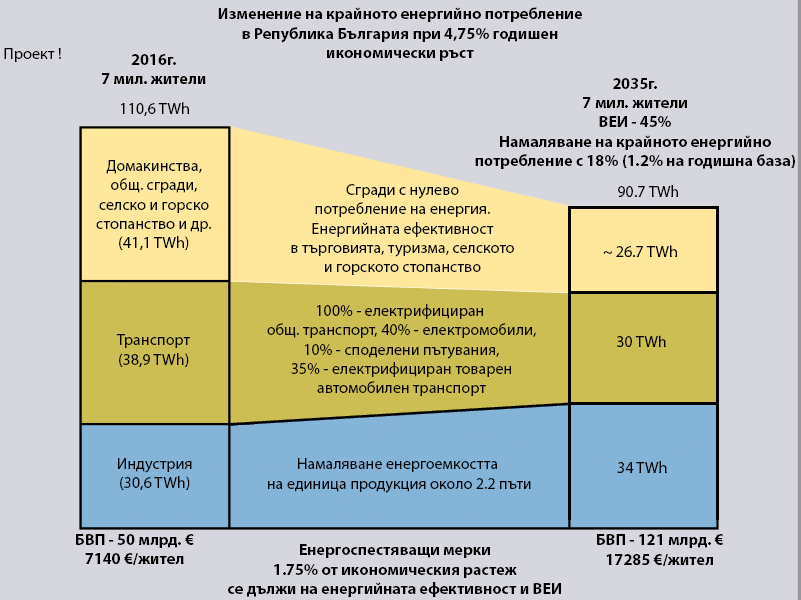 Изменение на крайното енергийно потребление
в Република България при 4,75% годишен
икономически ръст
Проект !
2016г.
7 мил. жители
110,6 TWh
2035г.
7 мил. жители
ВЕИ - 45%
Намаляване на крайното енергийно
потребление с 18% (1.2% на годишна база)
90.7 TWh
Домакинства,
общ. сгради,
селско и горско
стопанство и др.
(41,1 TWh)
Сгради с нулево
потребление на енергия.
Енергийната ефективност
в търговията, туризма, селското
и горското стопанство
~ 26.7 TWh
Транспорт
(38,9 TWh)
100% - електрифициран
общ. транспорт, 40% - електромобили,
10% - споделени пътувания,
35% - електрифициран товарен
автомобилен транспорт
30 TWh
Индустрия
(30,6 TWh)
Намаляване енергоемкостта
на единица продукция около 2.2 пъти
34 TWh
БВП - 50 млрд. €
7140 €/жител
Енергоспестяващи мерки
1.75% от икономическия растеж
се дължи на енергийната ефективност и ВЕИ
БВП - 121 млрд. €
17285 €/жител